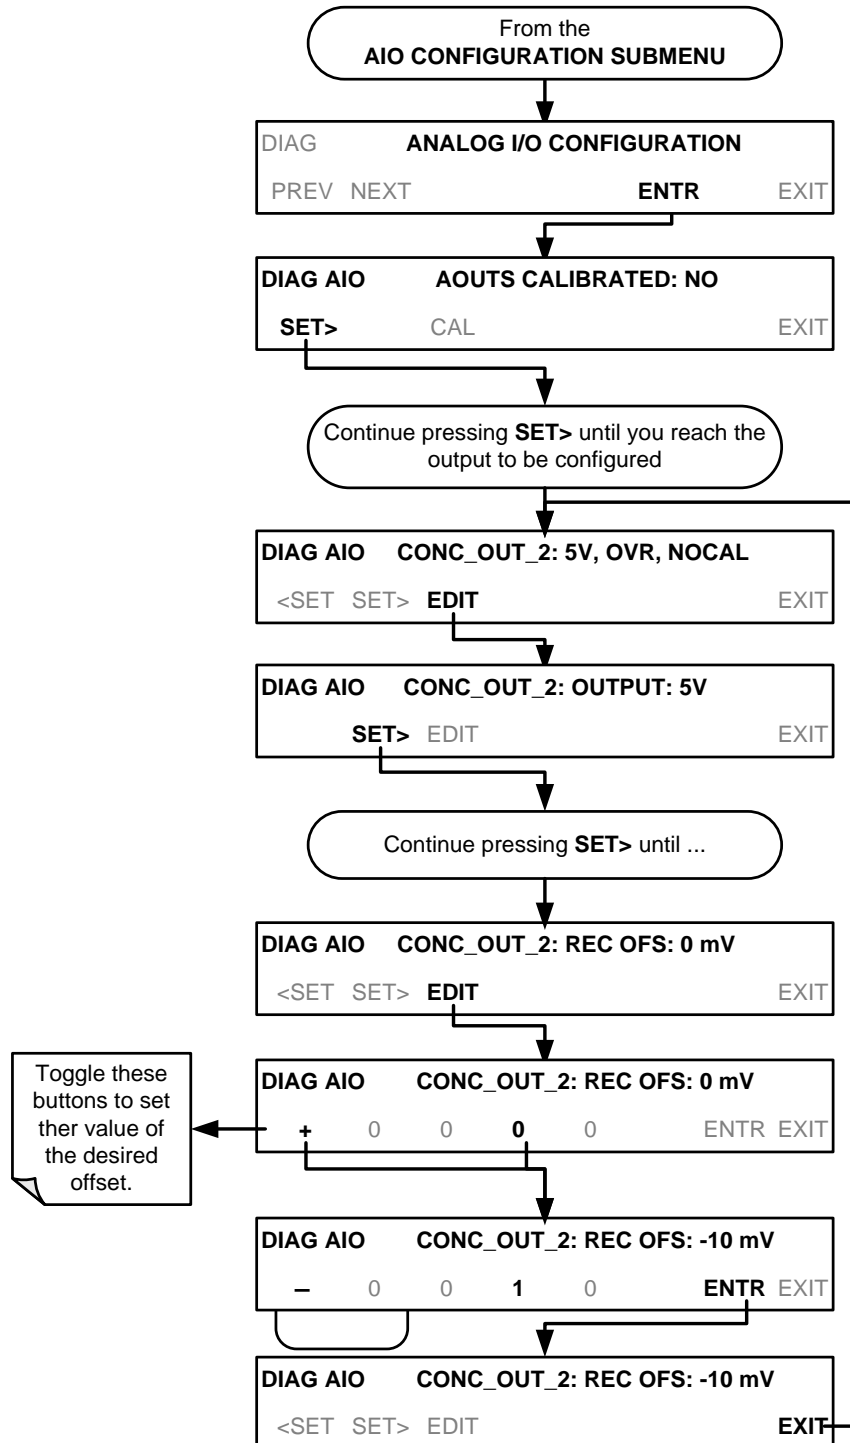 From the
AIO CONFIGURATION SUBMENU
DIAG ANALOG I/O CONFIGURATION
PREV NEXT ENTR EXIT
DIAG AIO AOUTS CALIBRATED: NO
SET> CAL EXIT
Continue pressing SET> until you reach the
output to be configured
DIAG AIO CONC_OUT_2: 5V, OVR, NOCAL
<SET SET> EDIT EXIT
DIAG AIO CONC_OUT_2: OUTPUT: 5V
SET> EDIT EXIT
Continue pressing SET> until ...
DIAG AIO CONC_OUT_2: REC OFS: 0 mV
<SET SET> EDIT EXIT
Toggle these
buttons to set
ther value of
the desired
offset.
DIAG AIO CONC_OUT_2: REC OFS: 0 mV
+ 0 0 0 0 ENTR EXIT
DIAG AIO CONC_OUT_2: REC OFS: -10 mV
– 0 0 1 0 ENTR EXIT
DIAG AIO CONC_OUT_2: REC OFS: -10 mV
<SET SET> EDIT EXIT